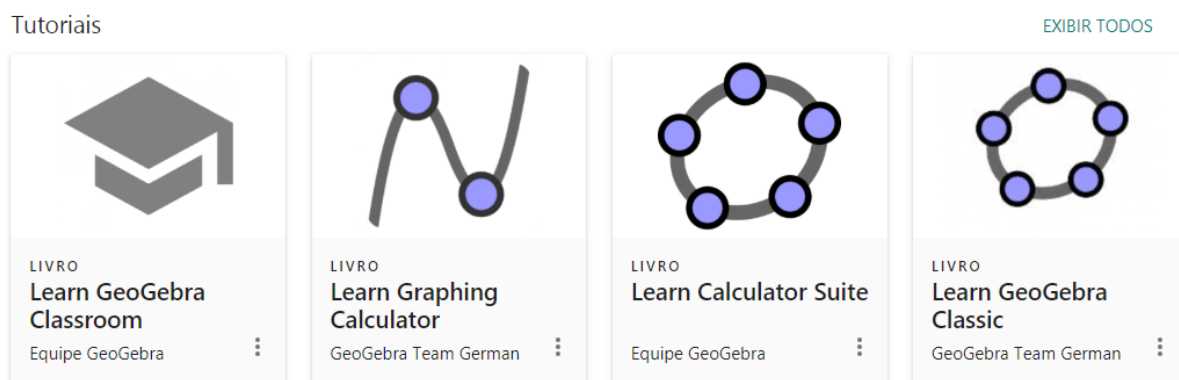 Tutoriais
EXIBIR TODOS
LIVRO
Learn GeoGebra
Classroom
Equipe GeoGebra
LIVRO
Learn Graphing
Calculator
GeoGebra Team German
LIVRO
Learn Calculator Suite
Equipe GeoGebra
LIVRO
Learn GeoGebra
Classic
GeoGebra Team German